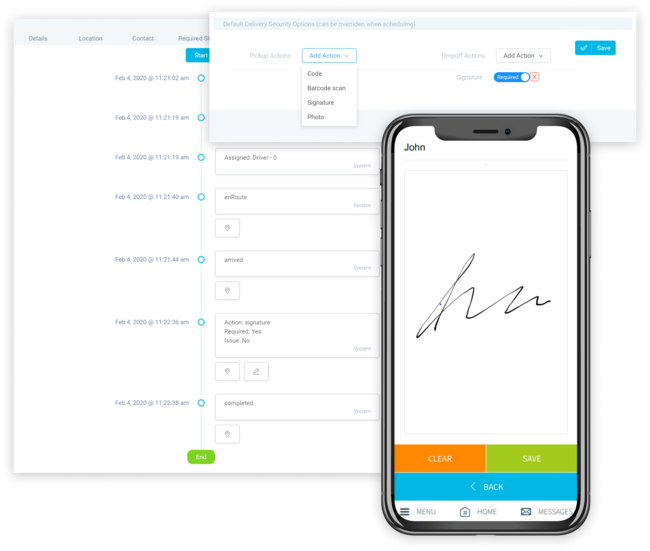 Default Delivery Security Options (can be overriden when scheduling)
Pickup Actions
Add Action
Code
Barcode scan
Signature
Photo
Dropoff Actions
Add Action
Save
Signature
Required
Details
Location
Contact
Required
Start
Feb 4, 2020 @ 11:21:02 am
Feb 4, 2020 @ 11:21:19 am
Feb 4, 2020 @ 11:21:19 am
Assigned: Driver - 0
System
Feb 4, 2020 @ 11:21:40 am
enRoute
System
Feb 4, 2020 @ 11:21:44 am
arrived
System
Feb 4, 2020 @ 11:22:36 am
Action: signature
Required: Yes
Issue: No
System
Feb 4, 2020 @ 11:22:38 am
completed
System
End
John
CLEAR
SAVE
BACK
MENU
HOME
MESSAGES